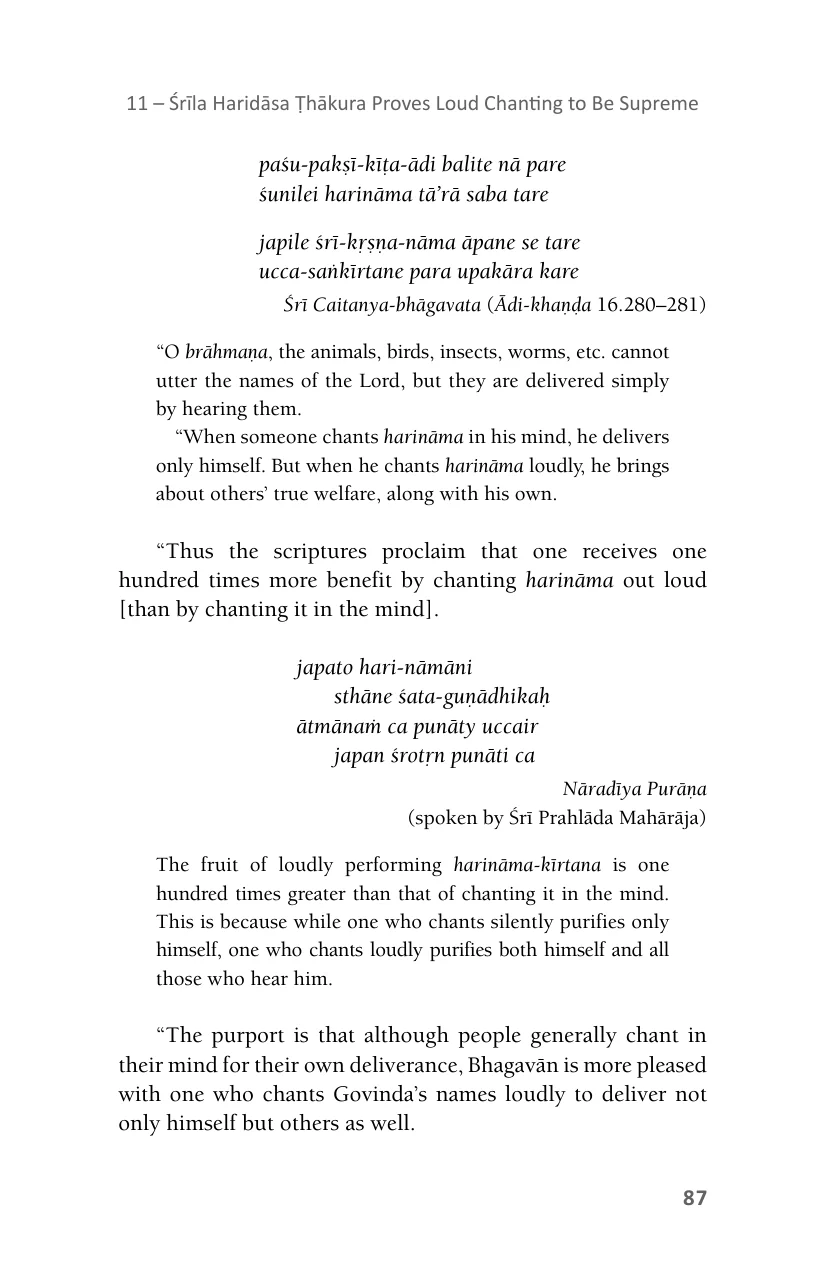 11 – Śrīla Haridāsa Ṭhākura Proves Loud Chanting to Be Supreme
paśu-pakṣī-kīṭa-ādi balite nā pare
śunilei harināma tā’rā saba tare
japile śrī-kṛṣṇa-nāma āpane se tare
ucca-saṅkīrtane para upakāra kare
Śrī Caitanya-bhāgavata (Ādi-khaṇḍa 16.280–281)
“O brāhmaṇa, the animals, birds, insects, worms, etc. cannot
utter the names of the Lord, but they are delivered simply
by hearing them.
“When someone chants harināma in his mind, he delivers
only himself. But when he chants harināma loudly, he brings
about others’ true welfare, along with his own.
“Thus the scriptures proclaim that one receives one
hundred times more benefit by chanting harināma out loud
[than by chanting it in the mind].
japato hari-nāmāni
sthāne śata-guṇādhikaḥ
ātmānaṁ ca punāty uccair
japan śrotṛn punāti ca
Nāradīya Purāṇa
(spoken by Śrī Prahlāda Mahārāja)
The fruit of loudly performing harināma-kīrtana is one
hundred times greater than that of chanting it in the mind.
This is because while one who chants silently purifies only
himself, one who chants loudly purifies both himself and all
those who hear him.
“The purport is that although people generally chant in
their mind for their own deliverance, Bhagavān is more pleased
with one who chants Govinda’s names loudly to deliver not
only himself but others as well.
87